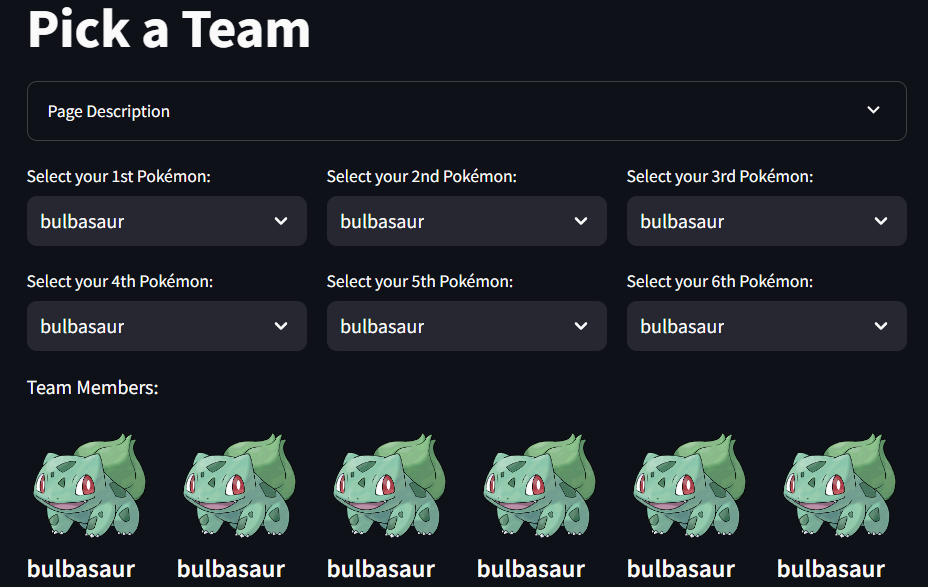 Pick a Team
Page Description
Select your 1st Pokémon: Select your 2nd Pokémon: Select your 3rd Pokémon:
bulbasaur bulbasaur bulbasaur
Select your 4th Pokémon: Select your 5th Pokémon: Select your 6th Pokémon:
bulbasaur bulbasaur bulbasaur
Team Members:
bulbasaur bulbasaur bulbasaur bulbasaur bulbasaur bulbasaur